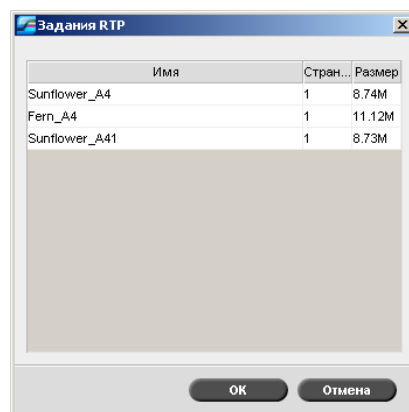 Задания RTP
Имя Стран... Размер
Sunflower_A4 1 8.74M
Fern_A4 1 11.12M
Sunflower_A41 1 8.73M
OK Отмена